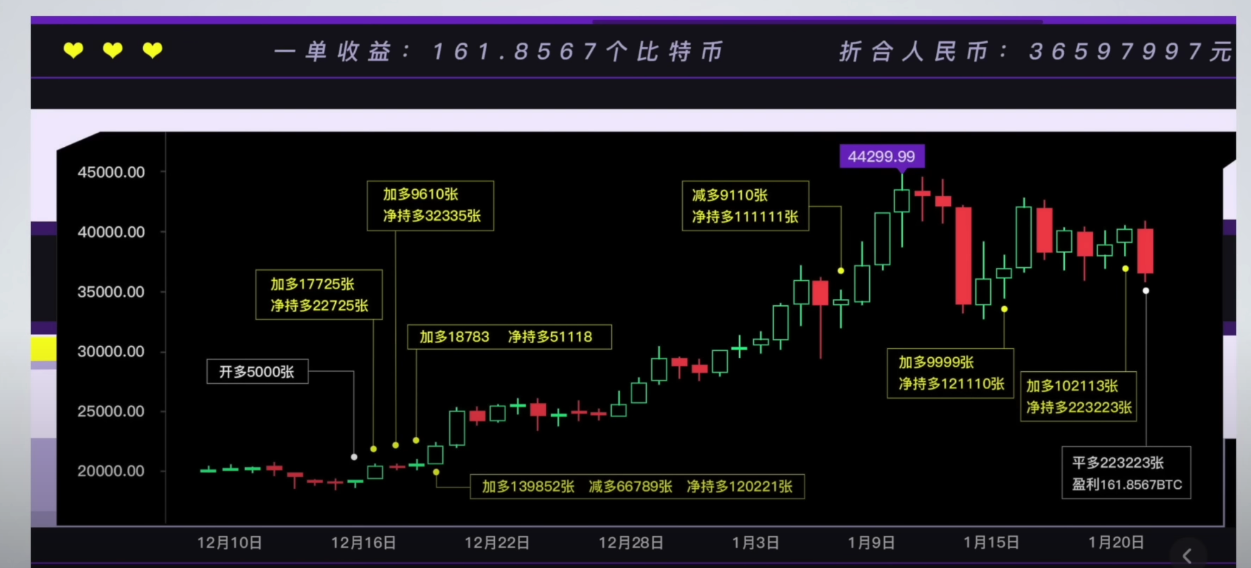 一单收益：161.8567个比特币
折合人民币：36597997元
44299.99
45000.00
40000.00
35000.00
30000.00
25000.00
20000.00
加多9610张
净持多32335张
减多9110张
净持多111111张
加多17725张
净持多22725张
加多18783 净持多51118
开多5000张
加多9999张
净持多121110张
加多102113张
净持多223223张
加多139852张 减多66789张 净持多120221张
平多223223张
盈利161.8567BTC
12月10日
12月16日
12月22日
12月28日
1月3日
1月9日
1月15日
1月20日